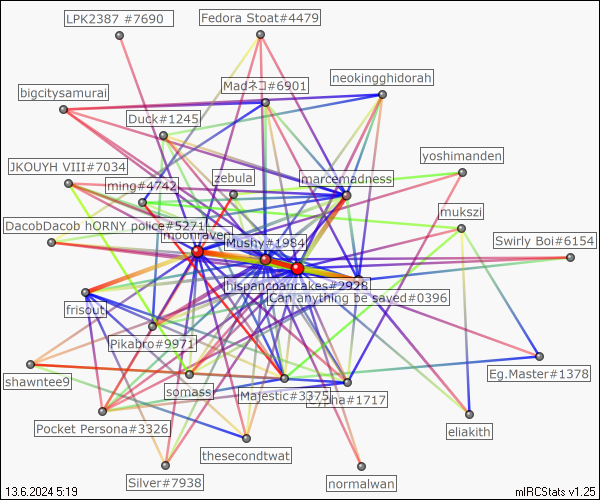 LPK2387 #7690
Fedora Stoat#4479
neokingghidorah
Madネコ#6901
bigcitysamurai
Duck#1245
yoshimanden
JKOUYH VIII#7034
zebula
marcemadness
ming#4742
mukszi
DacobDacob hORNY police#5271
moonraven
Mushy#1984
Swirly Boi#6154
hispanopancakes#2928
Can anything be saved#0396
frisout
Pikabro#9971
Eg.Master#1378
shawntee9
somass
Majestic#3375
#1717
Pocket Persona#3326
eliakith
thesecondtwat
Silver#7938
normalwan
13.6.2024 5:19
mIRCStats v1.25